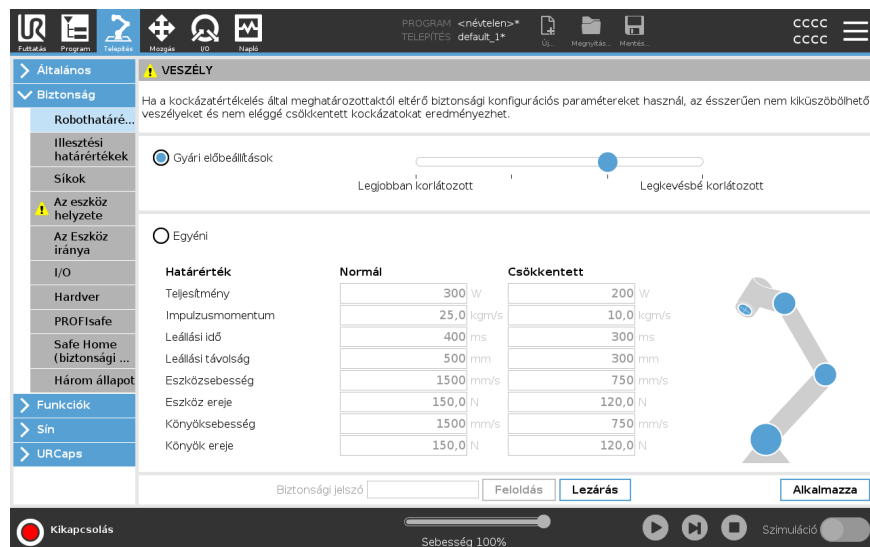 PROGRAM <névtelen>*
TELEPÍTÉS default_1*
cccc
cccc
Futtatás Program Telepítés Mozgás I/O Napló Új... Megnyitás... Mentés...
Általános
VESZÉLY
Biztonság
Ha a kockázatértékelés által meghatározottaktól eltérő biztonsági konfigurációs paramétereket használ, az ésszerűen nem kiküszöbölhető
veszélyeket és nem eléggé csökkentett kockázatokat eredményezhet.
Robothatáré...
Illesztési
határértékek
Síkok
Az eszköz
helyzete
Az Eszköz
iránya
I/O
Hardver
PROFIsafe
Safe Home
(biztonsági ...
Három állapot
Funkciók
Sín
URCaps
Gyári előbeállítások
Legjobban korlátozott Legkevésbé korlátozott
Egyéni
Határérték Normál Csökkentett
Teljesítmény 300 W 200 W
Impulzusmomentum 25,0 kgm/s 10,0 kgm/s
Leállási idő 400 ms 300 ms
Leállási távolság 500 mm 300 mm
Eszközsebesség 1500 mm/s 750 mm/s
Eszköz ereje 150,0 N 120,0 N
Könyöksebesség 1500 mm/s 750 mm/s
Könyök ereje 150,0 N 120,0 N
Biztonsági jelszó Feloldás Lezárás Alkalmazza
Kikapcsolás
Sebesség 100%
Szimuláció